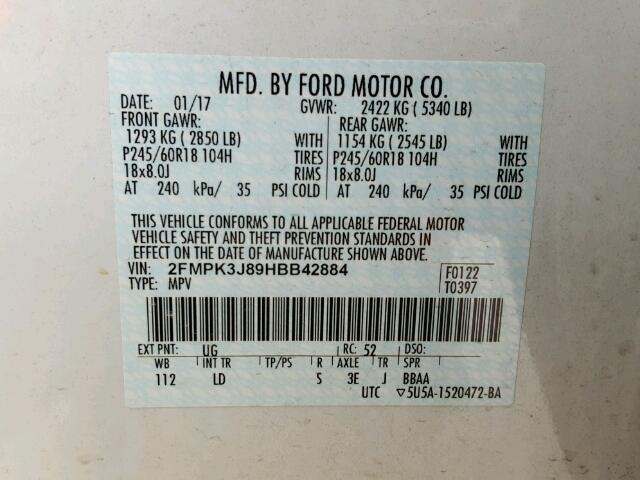 MFD. BY FORD MOTOR CO.
DATE: 01/17 GVWR: 2422 KG ( 5340 LB)
FRONT GAWR: REAR GAWR:
1293 KG ( 2850 LB) WITH 1154 KG ( 2545 LB) WITH
P245/60R18 104H TIRES P245/60R18 104H TIRES
18x8.0J RIMS 18x8.0J RIMS
AT 240 kPa/ 35 PSI COLD AT 240 kPa/ 35 PSI COLD
THIS VEHICLE CONFORMS TO ALL APPLICABLE FEDERAL MOTOR
VEHICLE SAFETY AND THEFT PREVENTION STANDARDS IN
EFFECT ON THE DATE OF MANUFACTURE SHOWN ABOVE.
VIN: 2FMPK3J89HBB42884 F0122
TYPE: MPV T0397
EXT PNT: UG RC: 52 DSO:
WB INT TR TP/PS R AXLE TR SPR
112 LD S 3E J BBAA
UTC ▽5U5A-1520472-BA